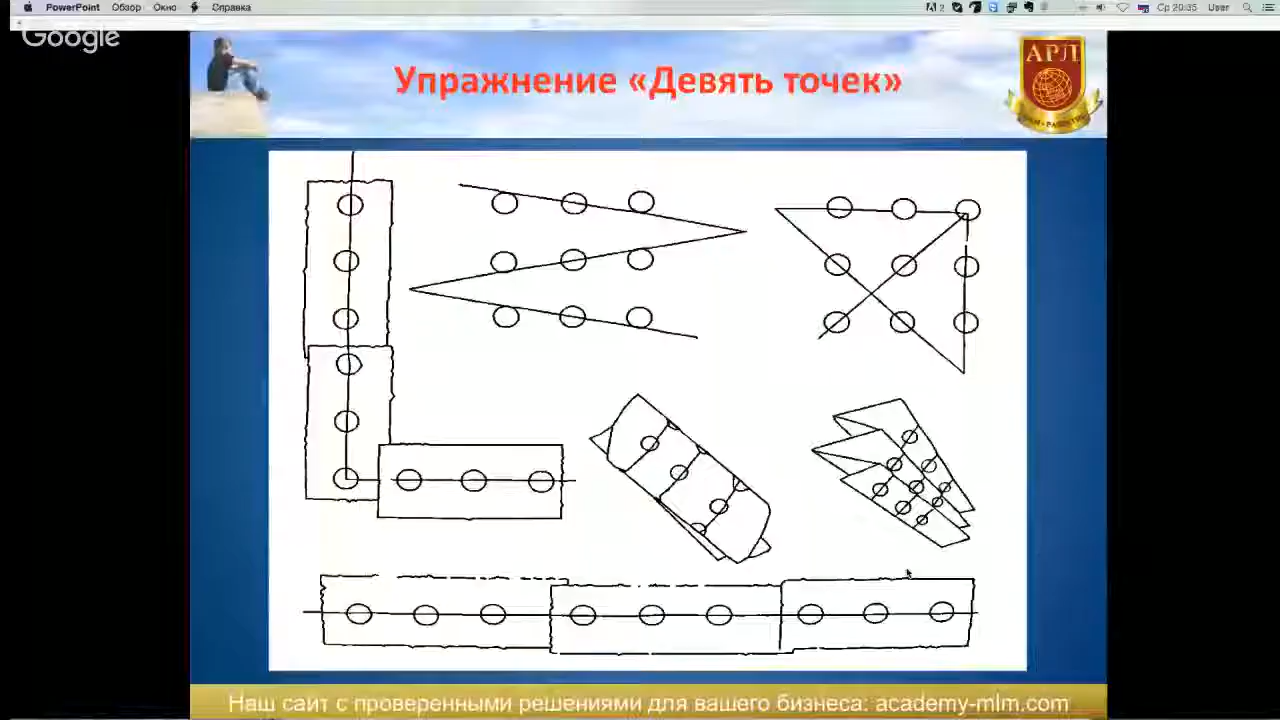 PowerPoint Обзор Окно Справка
2 Ср 20:35 User
Google
Упражнение «Девять точек»
АРЛ
Наш сайт с проверенными решениями для вашего бизнеса: academy-mlm.com